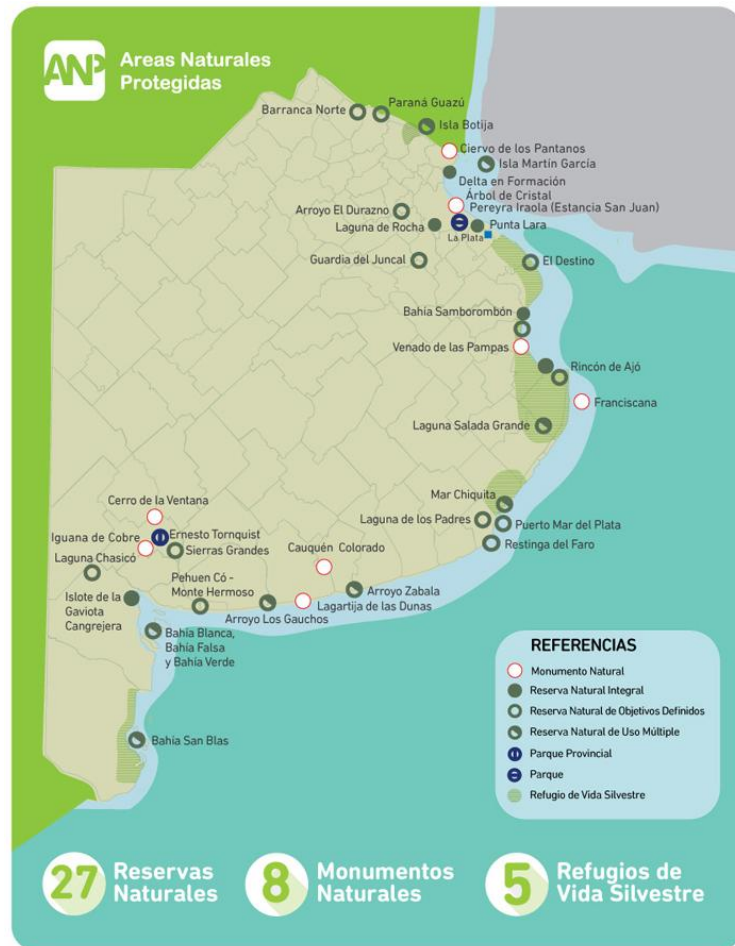 ANP
Areas Naturales
Protegidas
Barranca Norte
Paraná Guazú
Isla Botija
Ciervo de los Pantanos
Isla Martín García
Delta en Formación
Árbol de Cristal
Pereyra Iraola (Estancia San Juan)
Arroyo El Durazno
Laguna de Rocha
Punta Lara
La Plata
Guardia del Juncal
El Destino
Bahía Samborombón
Venado de las Pampas
Rincón de Ajó
Franciscana
Laguna Salada Grande
Mar Chiquita
Laguna de los Padres
Puerto Mar del Plata
Restinga del Faro
Cerro de la Ventana
Iguana de Cobre
Ernesto Tornquist
Sierras Grandes
Laguna Chasicó
Cauquén Colorado
Pehuen Có -
Monte Hermoso
Arroyo Zabala
Lagartija de las Dunas
Arroyo Los Gauchos
Islote de la
Gaviota
Cangrejera
Bahía Blanca,
Bahía Falsa
y Bahía Verde
Bahía San Blas
REFERENCIAS
Monumento Natural
Reserva Natural Integral
Reserva Natural de Objetivos Definidos
Reserva Natural de Uso Múltiple
Parque Provincial
Parque
Refugio de Vida Silvestre
27 Reservas
Naturales
8 Monumentos
Naturales
5 Refugios de
Vida Silvestre